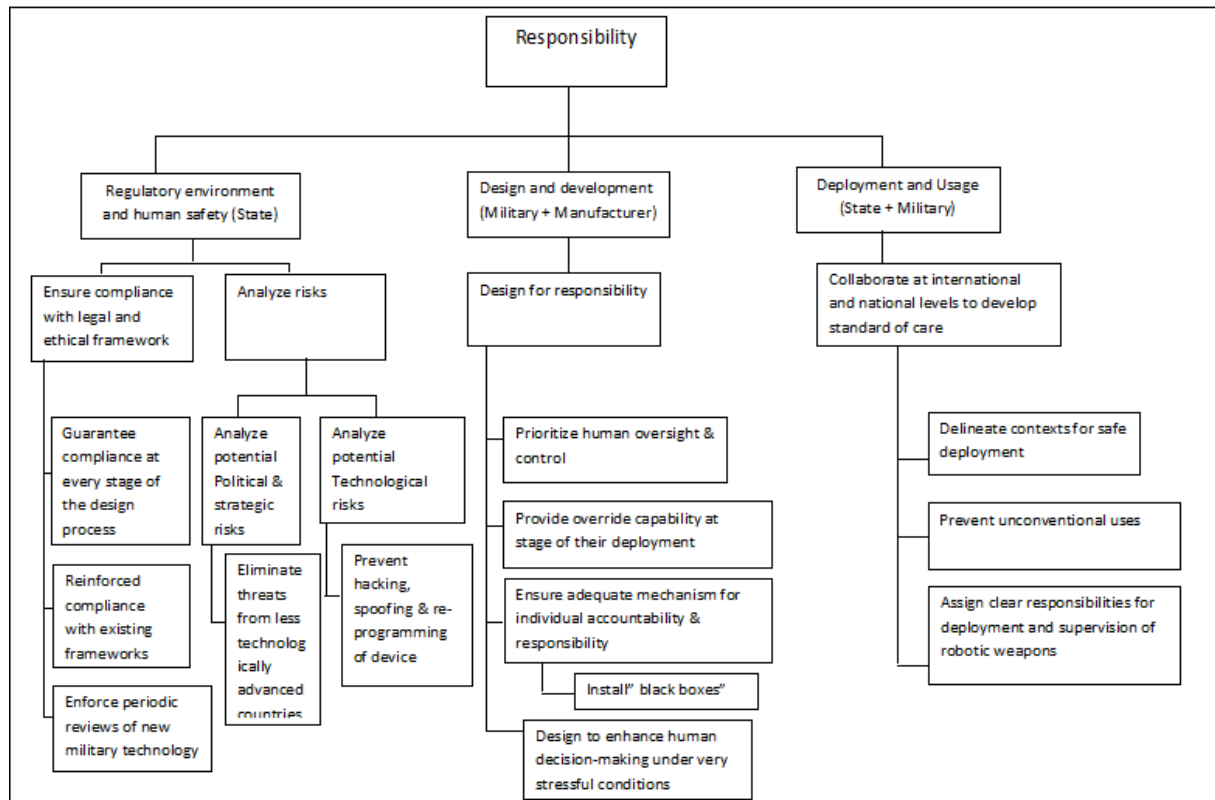 Responsibility
Regulatory environment
and human safety (State)
Design and development
(Military + Manufacturer)
Deployment and Usage
(State + Military)
Ensure compliance
with legal and
ethical framework
Analyze risks
Design for responsibility
Collaborate at international
and national levels to develop
standard of care
Guarantee
compliance at
every stage of
the design
process
Analyze
potential
Political &
strategic
risks
Analyze
potential
Technological
risks
Prioritize human oversight &
control
Delineate contexts for safe
deployment
Provide override capability at
stage of their deployment
Prevent unconventional uses
Reinforced
compliance
with existing
frameworks
Eliminate
threats
from less
technolog
ically
advanced
countries
Prevent
hacking,
spoofing & re-
programming
of device
Ensure adequate mechanism for
individual accountability &
responsibility
Assign clear responsibilities for
deployment and supervision of
robotic weapons
Install” black boxes”
Enforce periodic
reviews of new
military technology
Design to enhance human
decision-making under very
stressful conditions